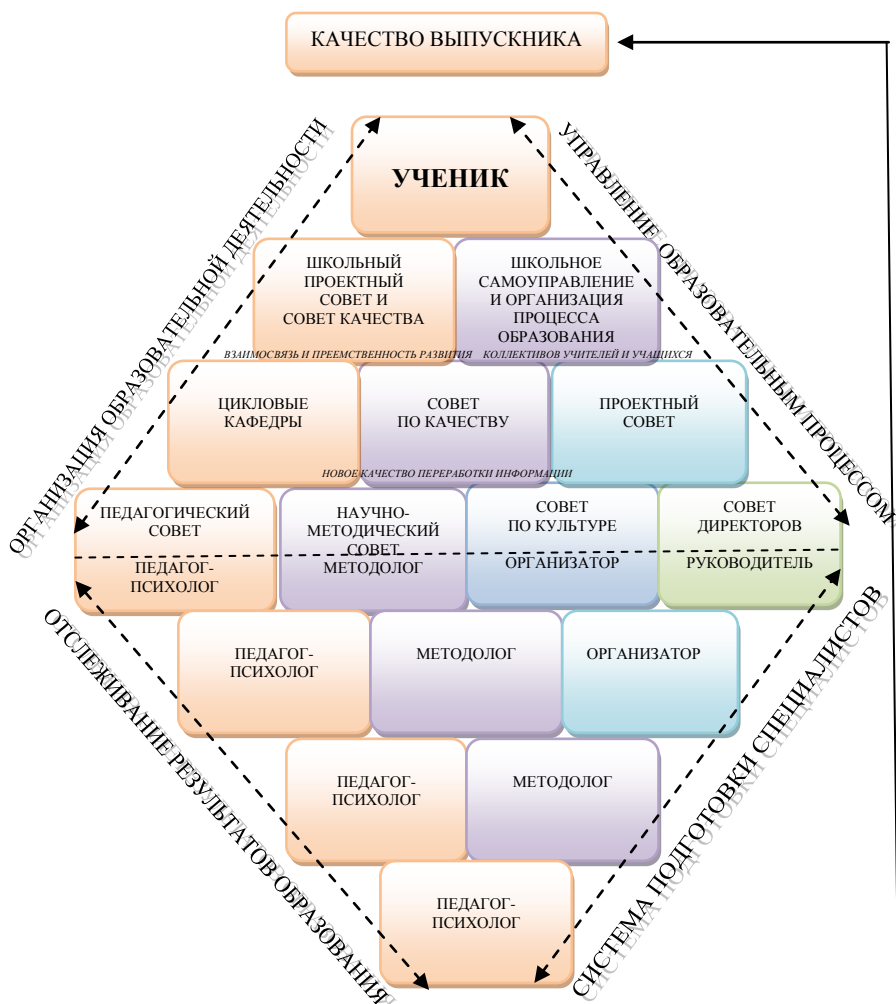 КАЧЕСТВО ВЫПУСКНИКА
ОРГАНИЗАЦИЯ ОБРАЗОВАТЕЛЬНОЙ ДЕЯТЕЛЬНОСТИ
УПРАВЛЕНИЕ ОБРАЗОВАТЕЛЬНЫМ ПРОЦЕССОМ
УЧЕНИК
ШКОЛЬНЫЙ
ПРОЕКТНЫЙ
СОВЕТ И
СОВЕТ КАЧЕСТВА
ШКОЛЬНОЕ
САМОУПРАВЛЕНИЕ
И ОРГАНИЗАЦИЯ
ПРОЦЕССА
ОБРАЗОВАНИЯ
ВЗАИМОСВЯЗЬ И ПРЕЕМСТВЕННОСТЬ РАЗВИТИЯ КОЛЛЕКТИВОВ УЧИТЕЛЕЙ И УЧАЩИХСЯ
ЦИКЛОВЫЕ
КАФЕДРЫ
СОВЕТ
ПО КАЧЕСТВУ
ПРОЕКТНЫЙ
СОВЕТ
НОВОЕ КАЧЕСТВО ПЕРЕРАБОТКИ ИНФОРМАЦИИ
ПЕДАГОГИЧЕСКИЙ
СОВЕТ
ПЕДАГОГ-
ПСИХОЛОГ
НАУЧНО-
МЕТОДИЧЕСКИЙ
СОВЕТ
МЕТОДОЛОГ
СОВЕТ
ПО КУЛЬТУРЕ
ОРГАНИЗАТОР
СОВЕТ
ДИРЕКТОРОВ
РУКОВОДИТЕЛЬ
ОТСЛЕЖИВАНИЕ РЕЗУЛЬТАТОВ ОБРАЗОВАНИЯ
СИСТЕМА ПОДГОТОВКИ СПЕЦИАЛИСТОВ
ПЕДАГОГ-
ПСИХОЛОГ
МЕТОДОЛОГ
ОРГАНИЗАТОР
ПЕДАГОГ-
ПСИХОЛОГ
МЕТОДОЛОГ
ПЕДАГОГ-
ПСИХОЛОГ